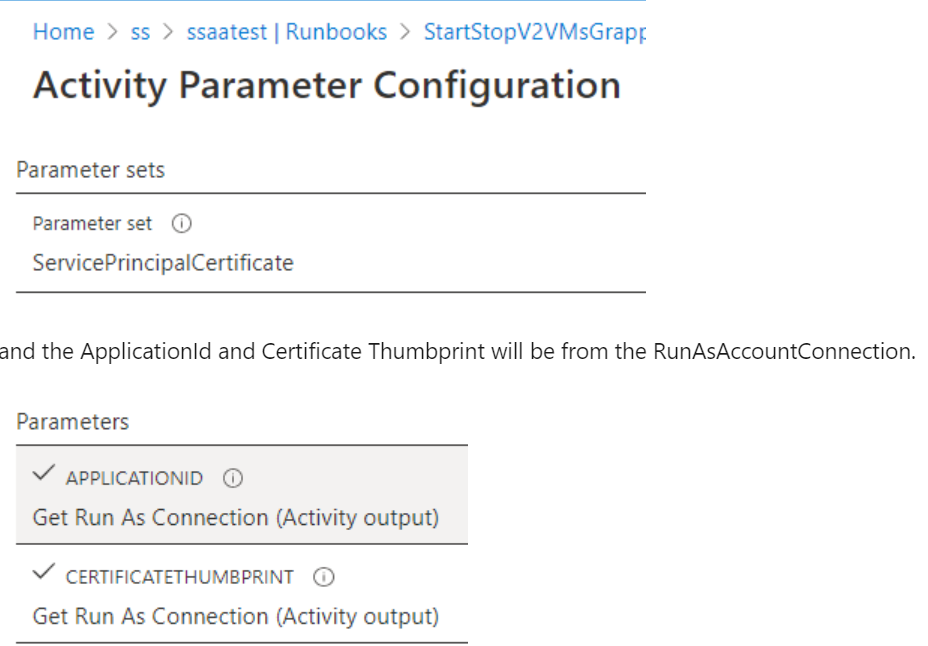 Home > ss > ssaatest | Runbooks > StartStopV2VMsGrapp
Activity Parameter Configuration
Parameter sets
Parameter set
ServicePrincipalCertificate
and the ApplicationId and Certificate Thumbprint will be from the RunAsAccountConnection.
Parameters
APPLICATIONID
Get Run As Connection (Activity output)
CERTIFICATETHUMBPRINT
Get Run As Connection (Activity output)